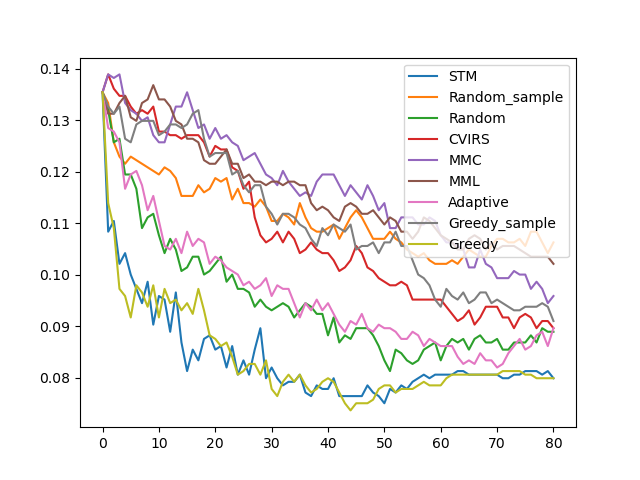 0.14
0.13
0.12
0.11
0.10
0.09
0.08
0 10 20 30 40 50 60 70 80
STM
Random_sample
Random
CVIRS
MMC
MML
Adaptive
Greedy_sample
Greedy